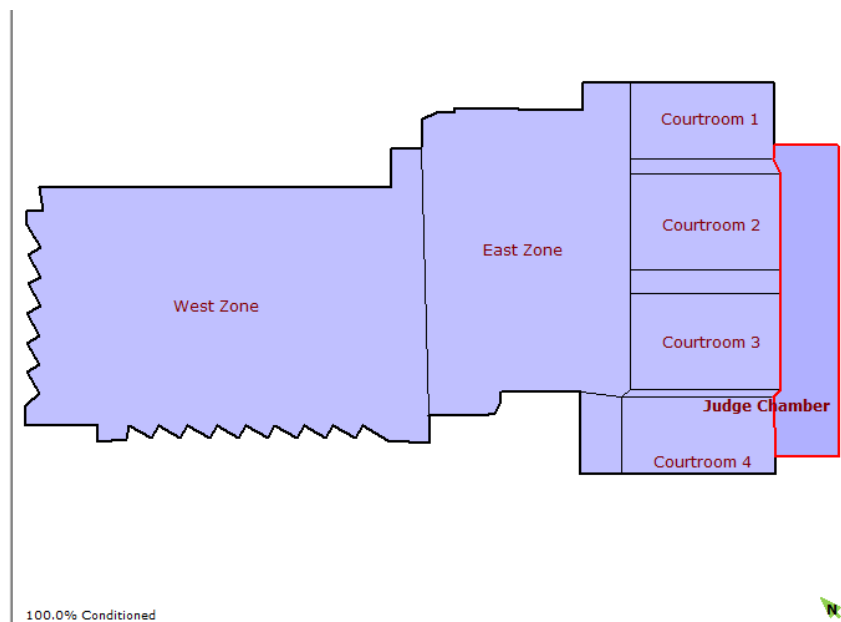 Courtroom 1
Courtroom 2
East Zone
West Zone
Courtroom 3
Judge Chamber
Courtroom 4
100.0% Conditioned
N